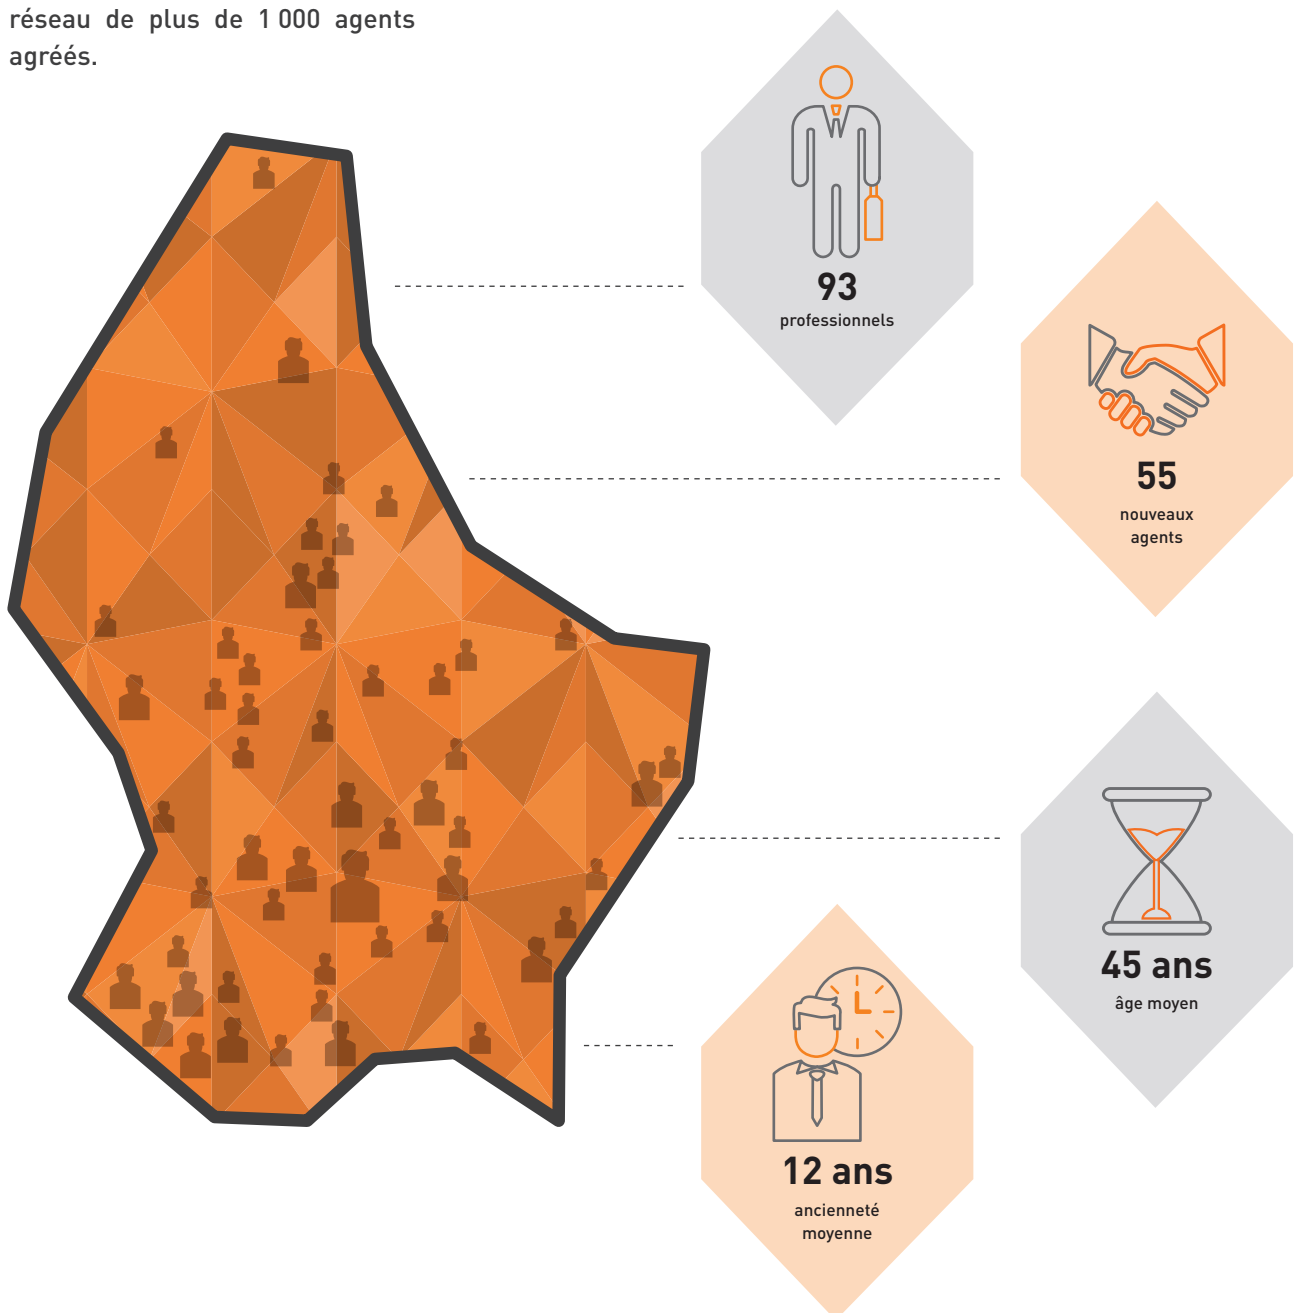 réseau de plus de 1 000 agents
agréés.
93
professionnels
55
nouveaux
agents
45 ans
âge moyen
12 ans
ancienneté
moyenne